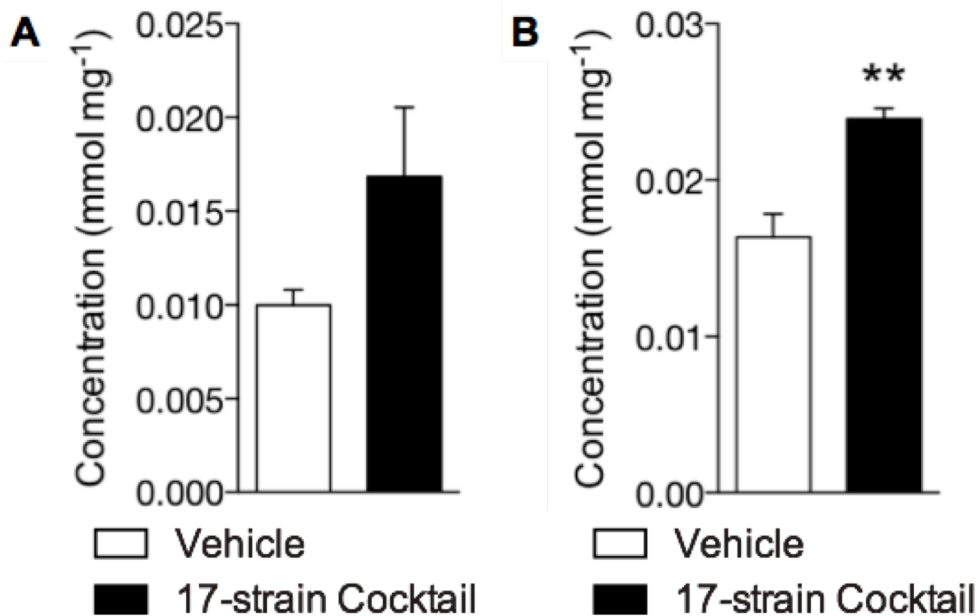 A
Concentration (mmol mg-1)
0.025
0.020
0.015
0.010
0.005
0.000
Vehicle
17-strain Cocktail
B
Concentration (mmol mg-1)
0.03
0.02
0.01
0.00
**
Vehicle
17-strain Cocktail